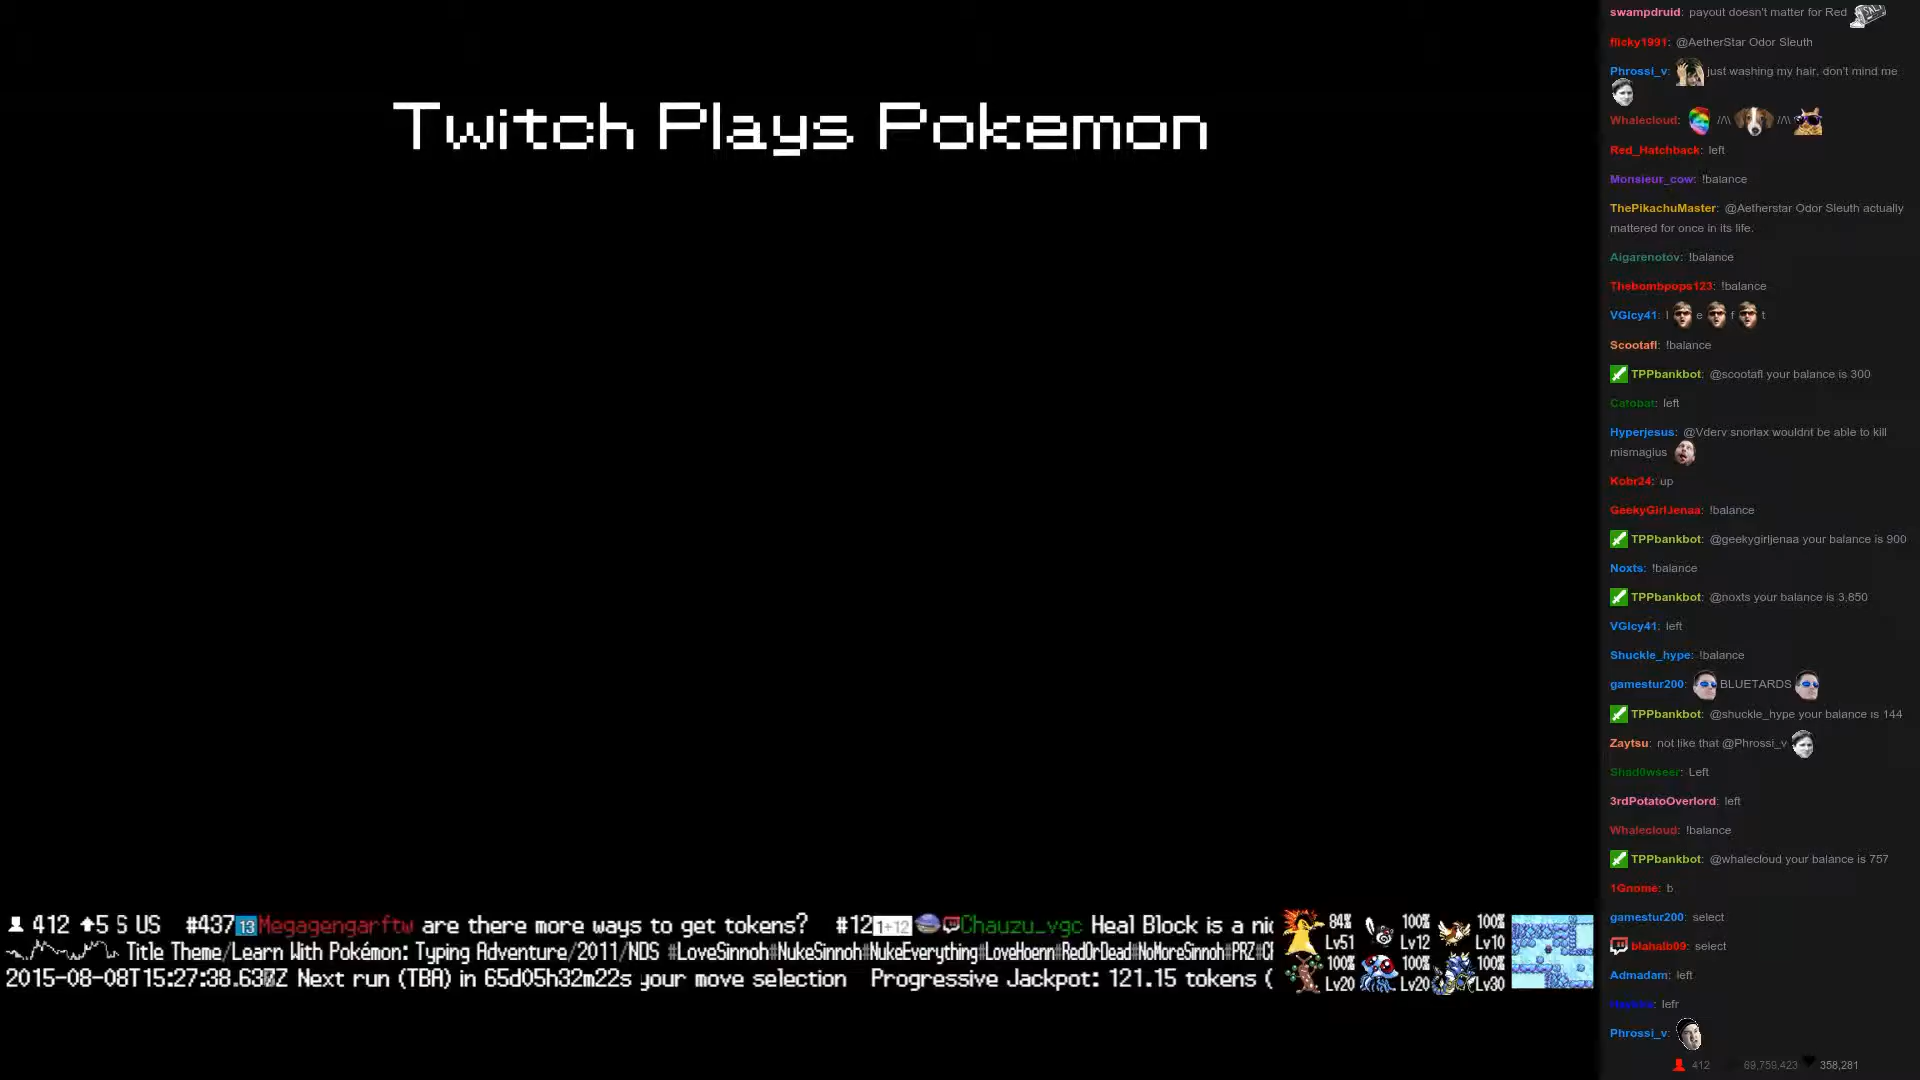 Twitch Plays Pokemon
412 5 S US #437 13 Megagengarftw are there more ways to get tokens? #12 1+12 Chauzu_vgc Heal Block is a nic
Title Theme/Learn With Pokémon: Typing Adventure/2011/NDS #LoveSinnoh#NukeSinnoh#NukeEverything#LoveHoenn#RedOrDead#NoMoreSinnoh#PRZ#C
2015-08-08T15:27:38. Next run (TBA) in 65d05h32m22s your move selection Progressive Jackpot: 121.15 tokens (
84% 100% 100%
Lv51 Lv12 Lv10
100% 100% 100%
Lv20 Lv20 Lv30
swampdruid: payout doesn't matter for Red
flicky1991: @AetherStar Odor Sleuth
Phrossi_v: just washing my hair, don't mind me
Whalecloud: //\\ //\\
Red_Hatchback: left
Monsieur_cow: !balance
ThePikachuMaster: @Aetherstar Odor Sleuth actually
mattered for once in its life.
Aigarenotov: !balance
Thebombpops123: !balance
VGIcy41: l e f t
Scootafl: !balance
TPPbankbot: @scootafl your balance is 300
Catobat: left
Hyperjesus: @Vderv snorlax wouldnt be able to kill
mismagius
Kobr24: up
GeekyGirlJenaa: !balance
TPPbankbot: @geekygirljenaa your balance is 900
Noxts: !balance
TPPbankbot: @noxts your balance is 3,850
VGIcy41: left
Shuckle_hype: !balance
gamestur200: BLUETARDS
TPPbankbot: @shuckle_hype your balance is 144
Zaytsu: not like that @Phrossi_v
Shad0wseer: Left
3rdPotatoOverlord: left
Whalecloud: !balance
TPPbankbot: @whalecloud your balance is 757
1Gnome: b
gamestur200: select
blahalb09: select
Admadam: left
lefr
Phrossi_v:
412 69,759,423 358,281